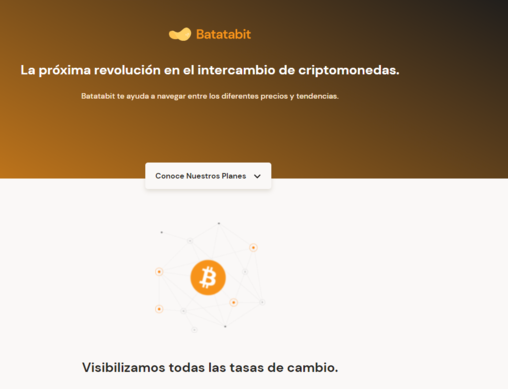 Batatabit
La próxima revolución en el intercambio de criptomonedas.
Batatabit te ayuda a navegar entre los diferentes precios y tendencias.
Conoce Nuestros Planes
Visibilizamos todas las tasas de cambio.